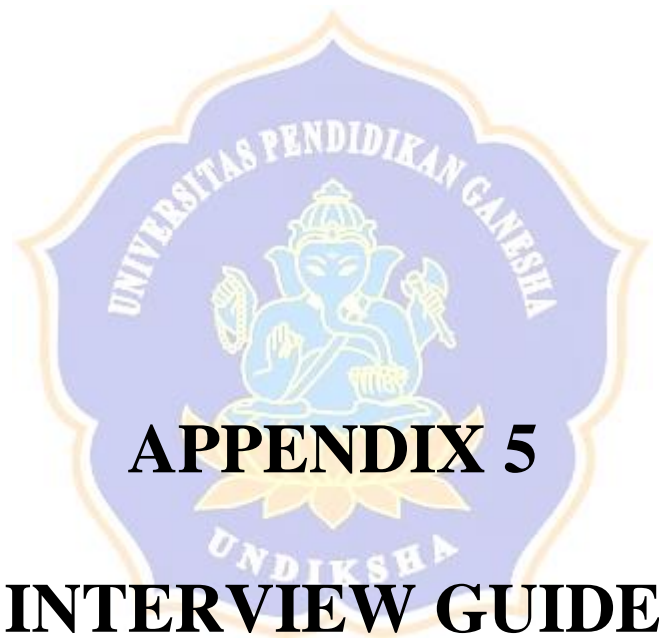 UNIVERSITAS PENDIDIKAN GANESHA
APPENDIX 5
UNDIKSHA
INTERVIEW GUIDE